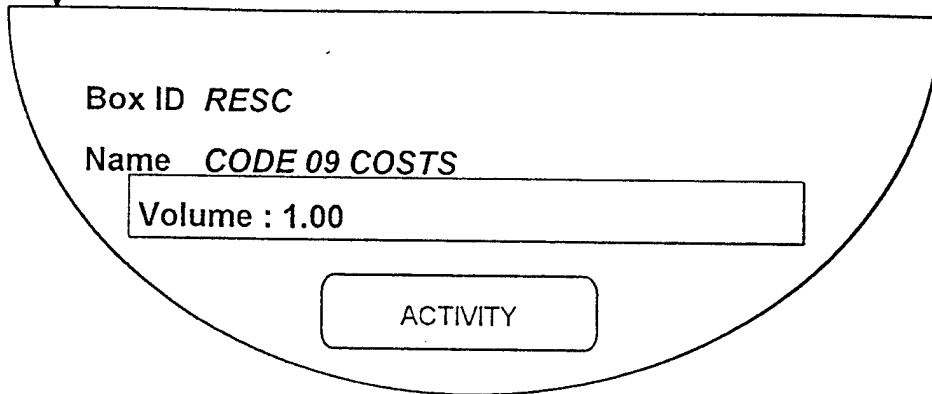 Box ID RESC
Name CODE 09 COSTS
Volume : 1.00
ACTIVITY